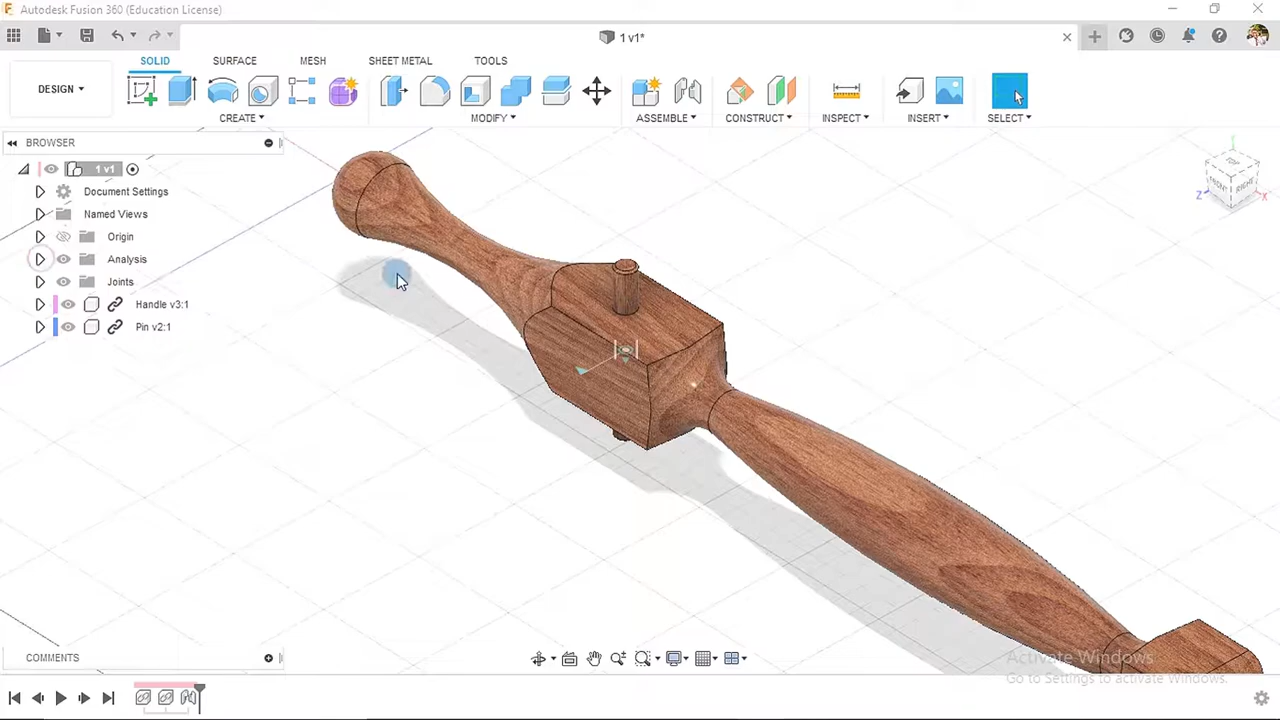 Autodesk Fusion 360 (Education License)
1 v1*
DESIGN
SOLID SURFACE MESH SHEET METAL TOOLS
CREATE MODIFY ASSEMBLE CONSTRUCT INSPECT INSERT SELECT
BROWSER
1 v1
Document Settings
Named Views
Origin
Analysis
Joints
Handle v3:1
Pin v2:1
FRONT RIGHT
Z X
COMMENTS
Activate Windows
Go to Settings to activate Windows.